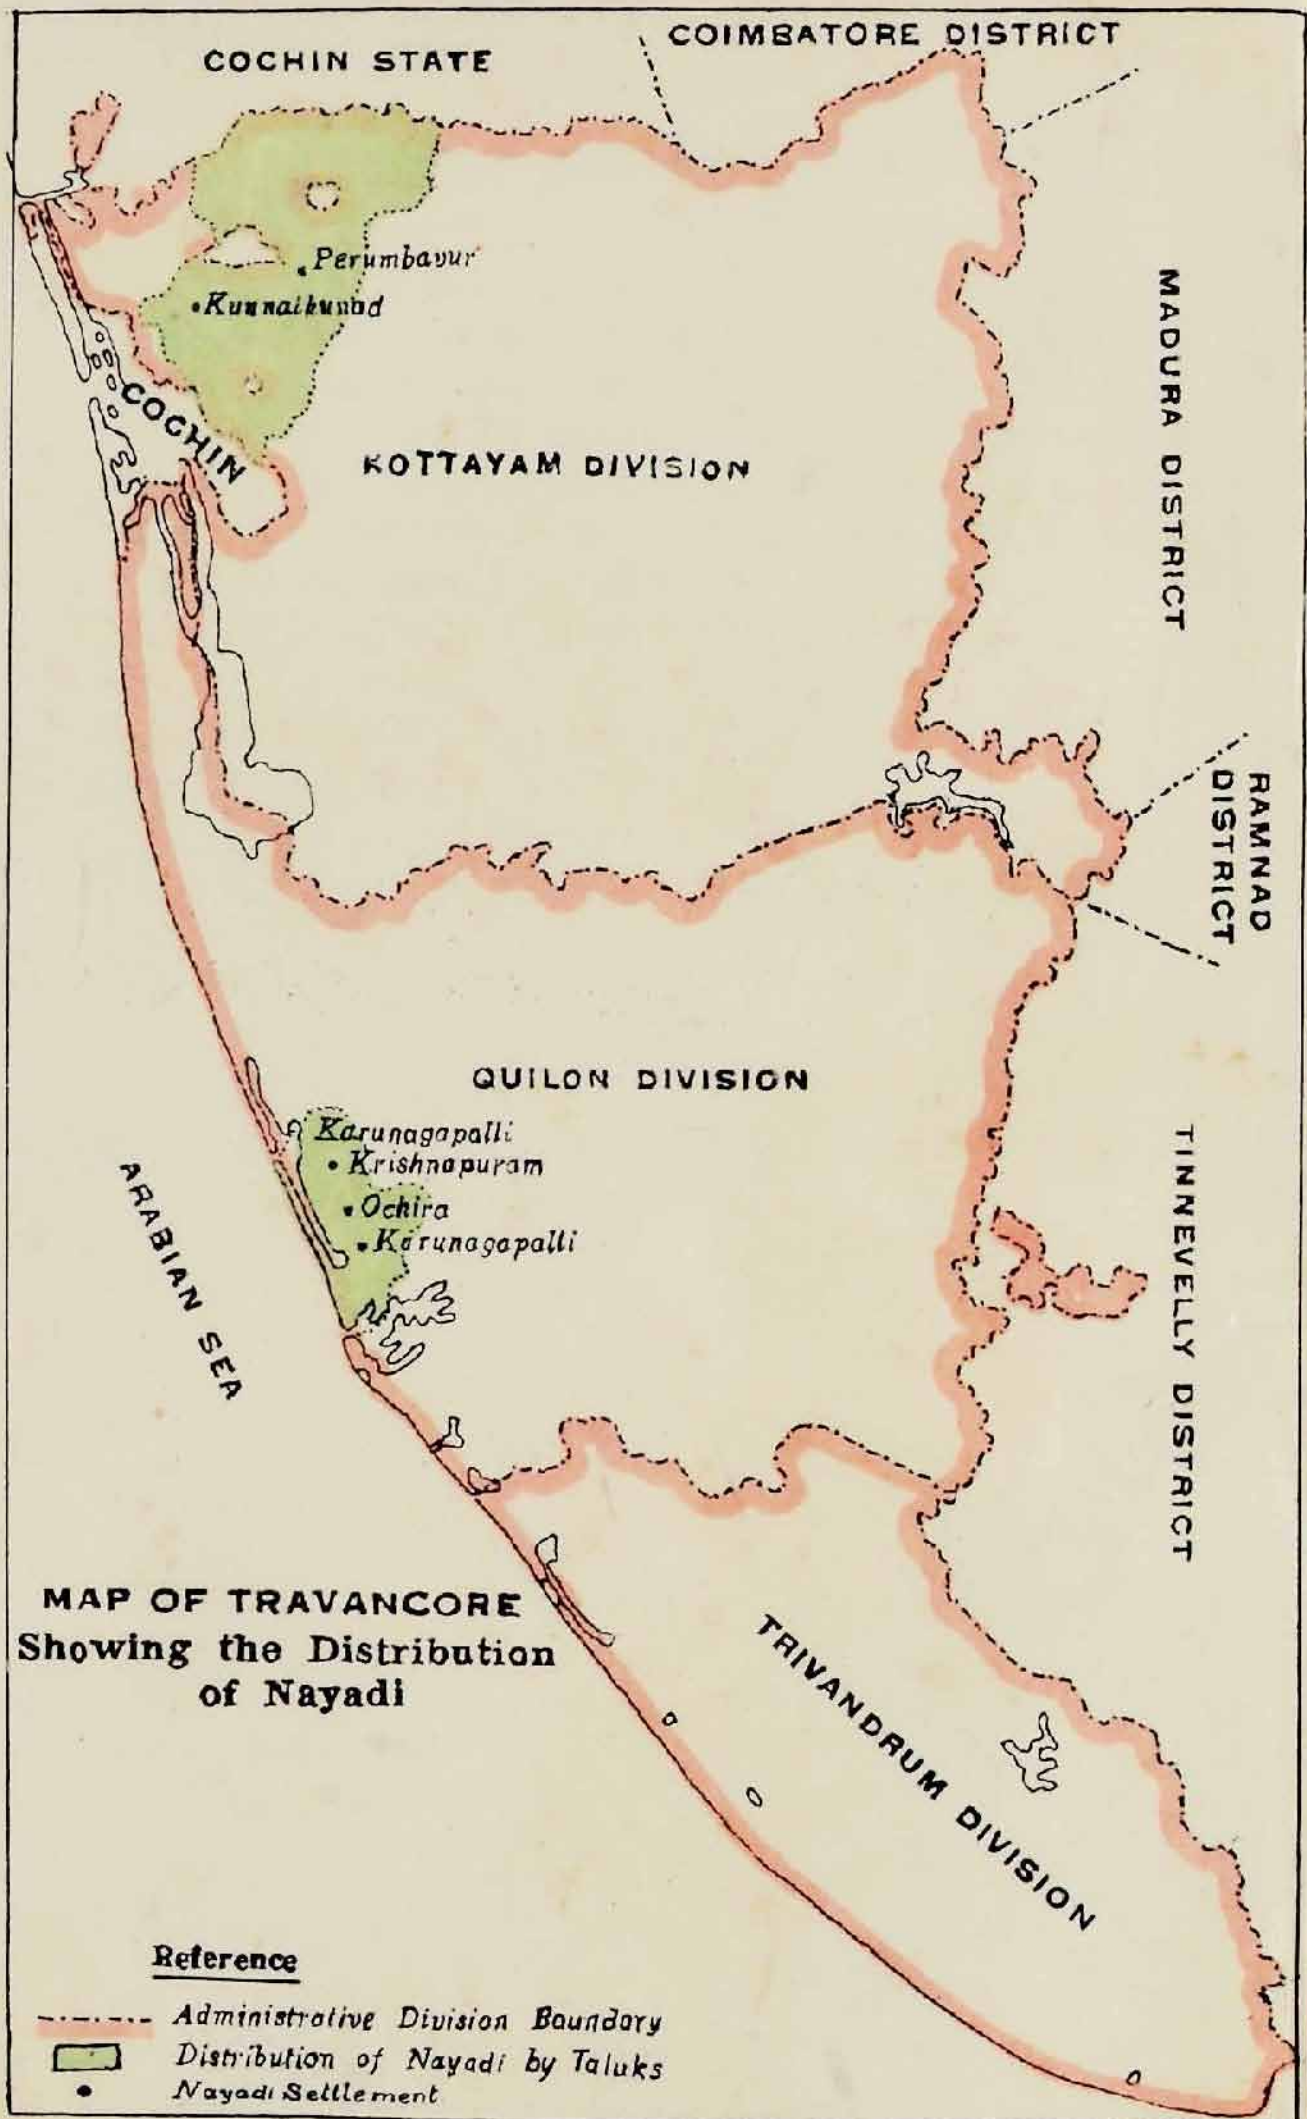 COCHIN STATE
COIMBATORE DISTRICT
Perumbavur
Kunnaikunad
COCHIN
KOTTAYAM DIVISION
MADURA DISTRICT
RAMNAD
DISTRICT
QUILON DIVISION
Karunagapalli
Krishnapuram
Ochira
Karunagapalli
ARABIAN SEA
TINNEVELLY DISTRICT
MAP OF TRAVANCORE
Showing the Distribution
of Nayadi
TRIVANDRUM DIVISION
Reference
Administrative Division Boundary
Distribution of Nayadi by Taluks
Nayadi Settlement